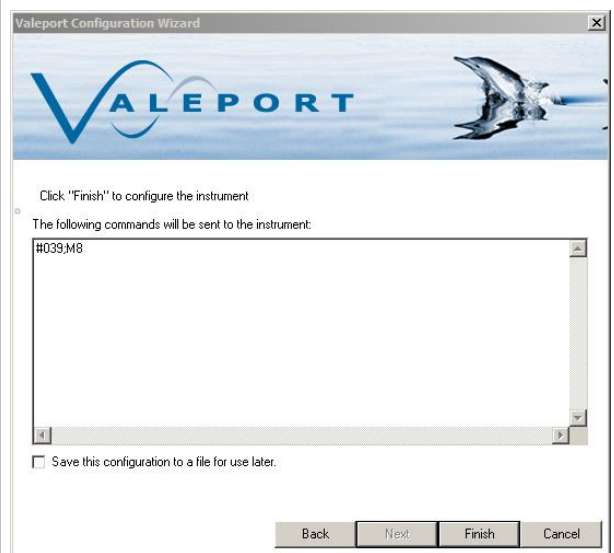 Valeport Configuration Wizard
VALEPORT
Click "Finish" to configure the instrument
The following commands will be sent to the instrument:
#039;M8
Save this configuration to a file for use later.
Back Next Finish Cancel